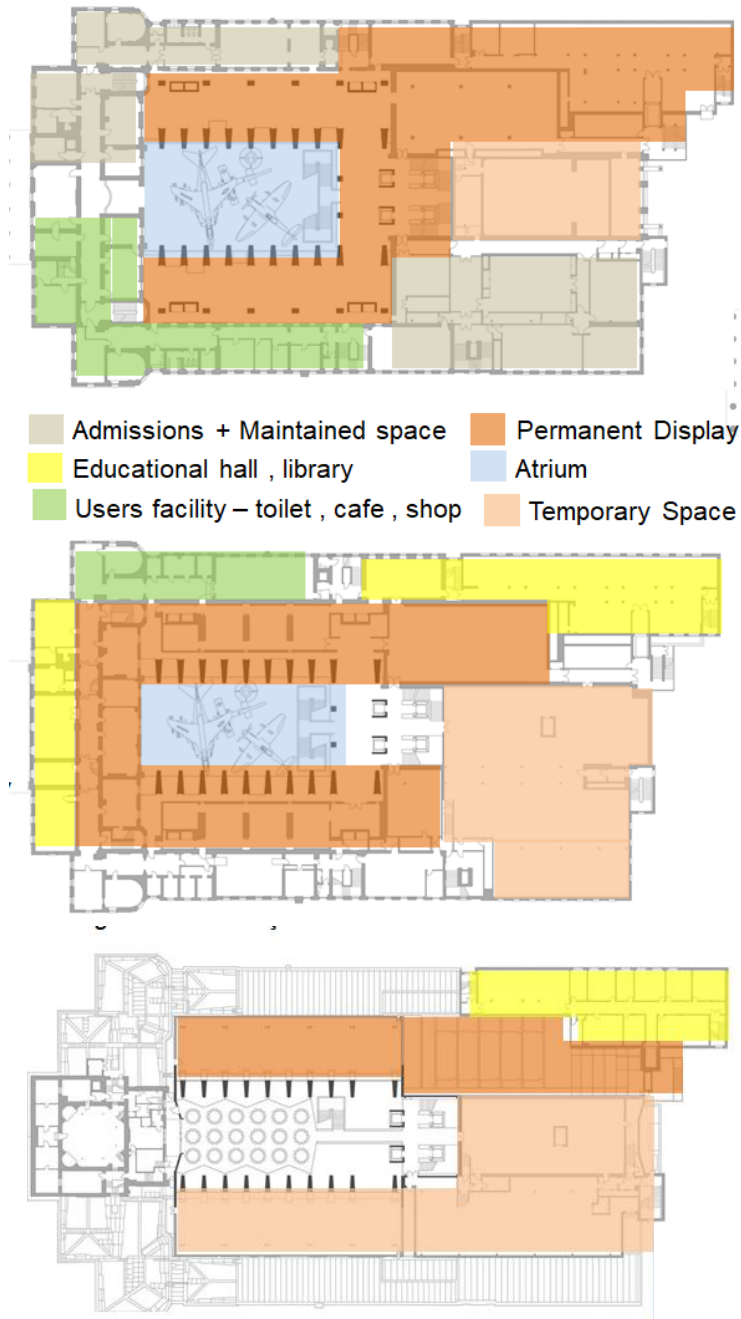 Admissions + Maintained space
Permanent Display
Educational hall , library
Atrium
Users facility – toilet , cafe , shop
Temporary Space